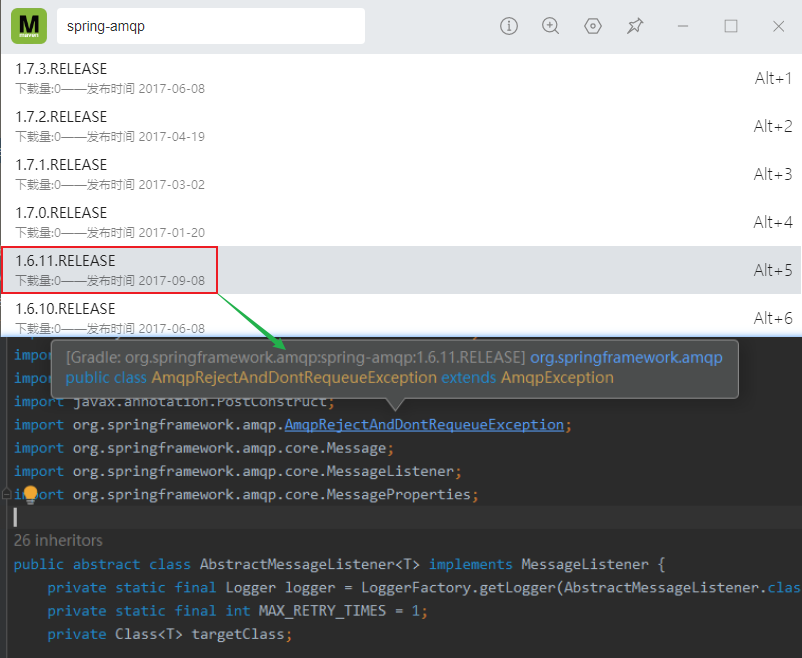 M
maven
spring-amqp
1.7.3.RELEASE
下载量:0——发布时间 2017-06-08
Alt+1
1.7.2.RELEASE
下载量:0——发布时间 2017-04-19
Alt+2
1.7.1.RELEASE
下载量:0——发布时间 2017-03-02
Alt+3
1.7.0.RELEASE
下载量:0——发布时间 2017-01-20
Alt+4
1.6.11.RELEASE
下载量:0——发布时间 2017-09-08
Alt+5
1.6.10.RELEASE
下载量:0——发布时间 2017-06-08
Alt+6
[Gradle: org.springframework.amqp:spring-amqp:1.6.11.RELEASE] org.springframework.amqp
public class AmqpRejectAndDontRequeueException extends AmqpException
import javax.annotation.PostConstruct;
import org.springframework.amqp.AmqpRejectAndDontRequeueException;
import org.springframework.amqp.core.Message;
import org.springframework.amqp.core.MessageListener;
import org.springframework.amqp.core.MessageProperties;
26 inheritors
public abstract class AbstractMessageListener<T> implements MessageListener {
private static final Logger logger = LoggerFactory.getLogger(AbstractMessageListener.clas
private static final int MAX_RETRY_TIMES = 1;
private Class<T> targetClass;